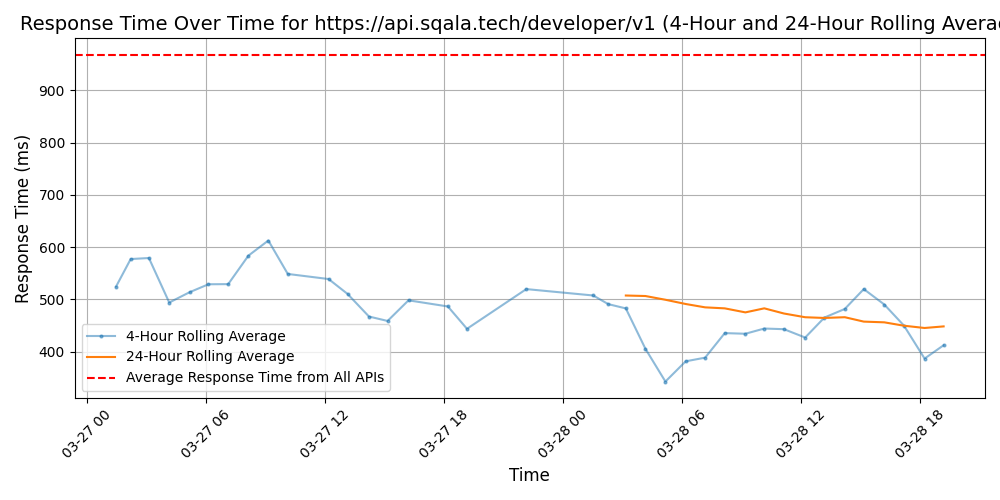 Response Time Over Time for https://api.sqala.tech/developer/v1 (4-Hour and 24-Hour Rolling Avera
Response Time (ms)
900
800
700
600
500
400
4-Hour Rolling Average
24-Hour Rolling Average
Average Response Time from All APIs
03-27 00
03-27 06
03-27 12
03-27 18
03-28 00
03-28 06
03-28 12
03-28 18
Time